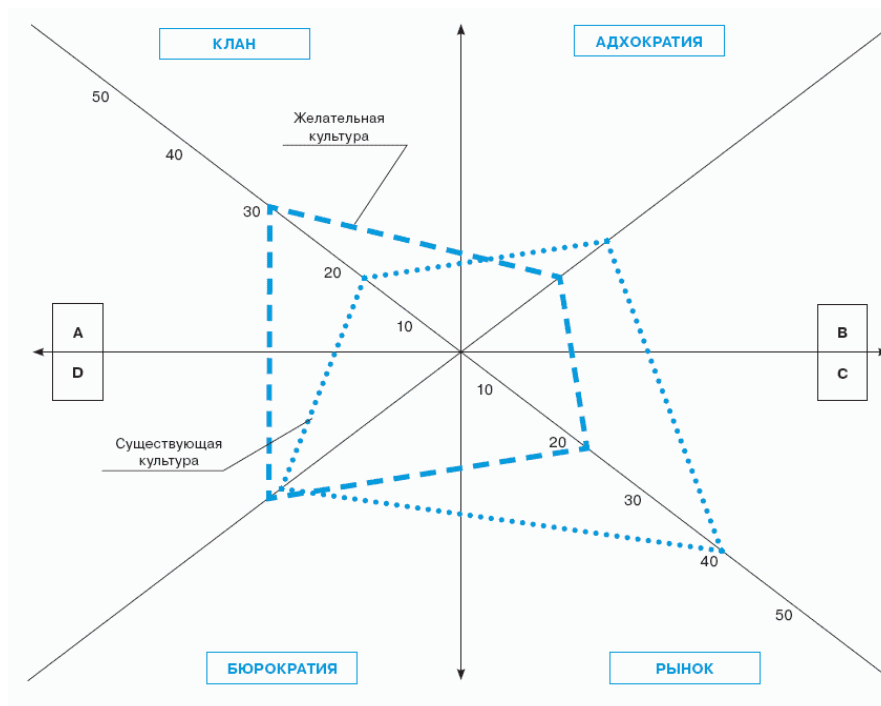 КЛАН
АДХОКРАТИЯ
50
Желательная
культура
40
30
20
10
A
B
D
C
10
Существующая
культура
20
30
40
50
БЮРОКРАТИЯ
РЫНОК